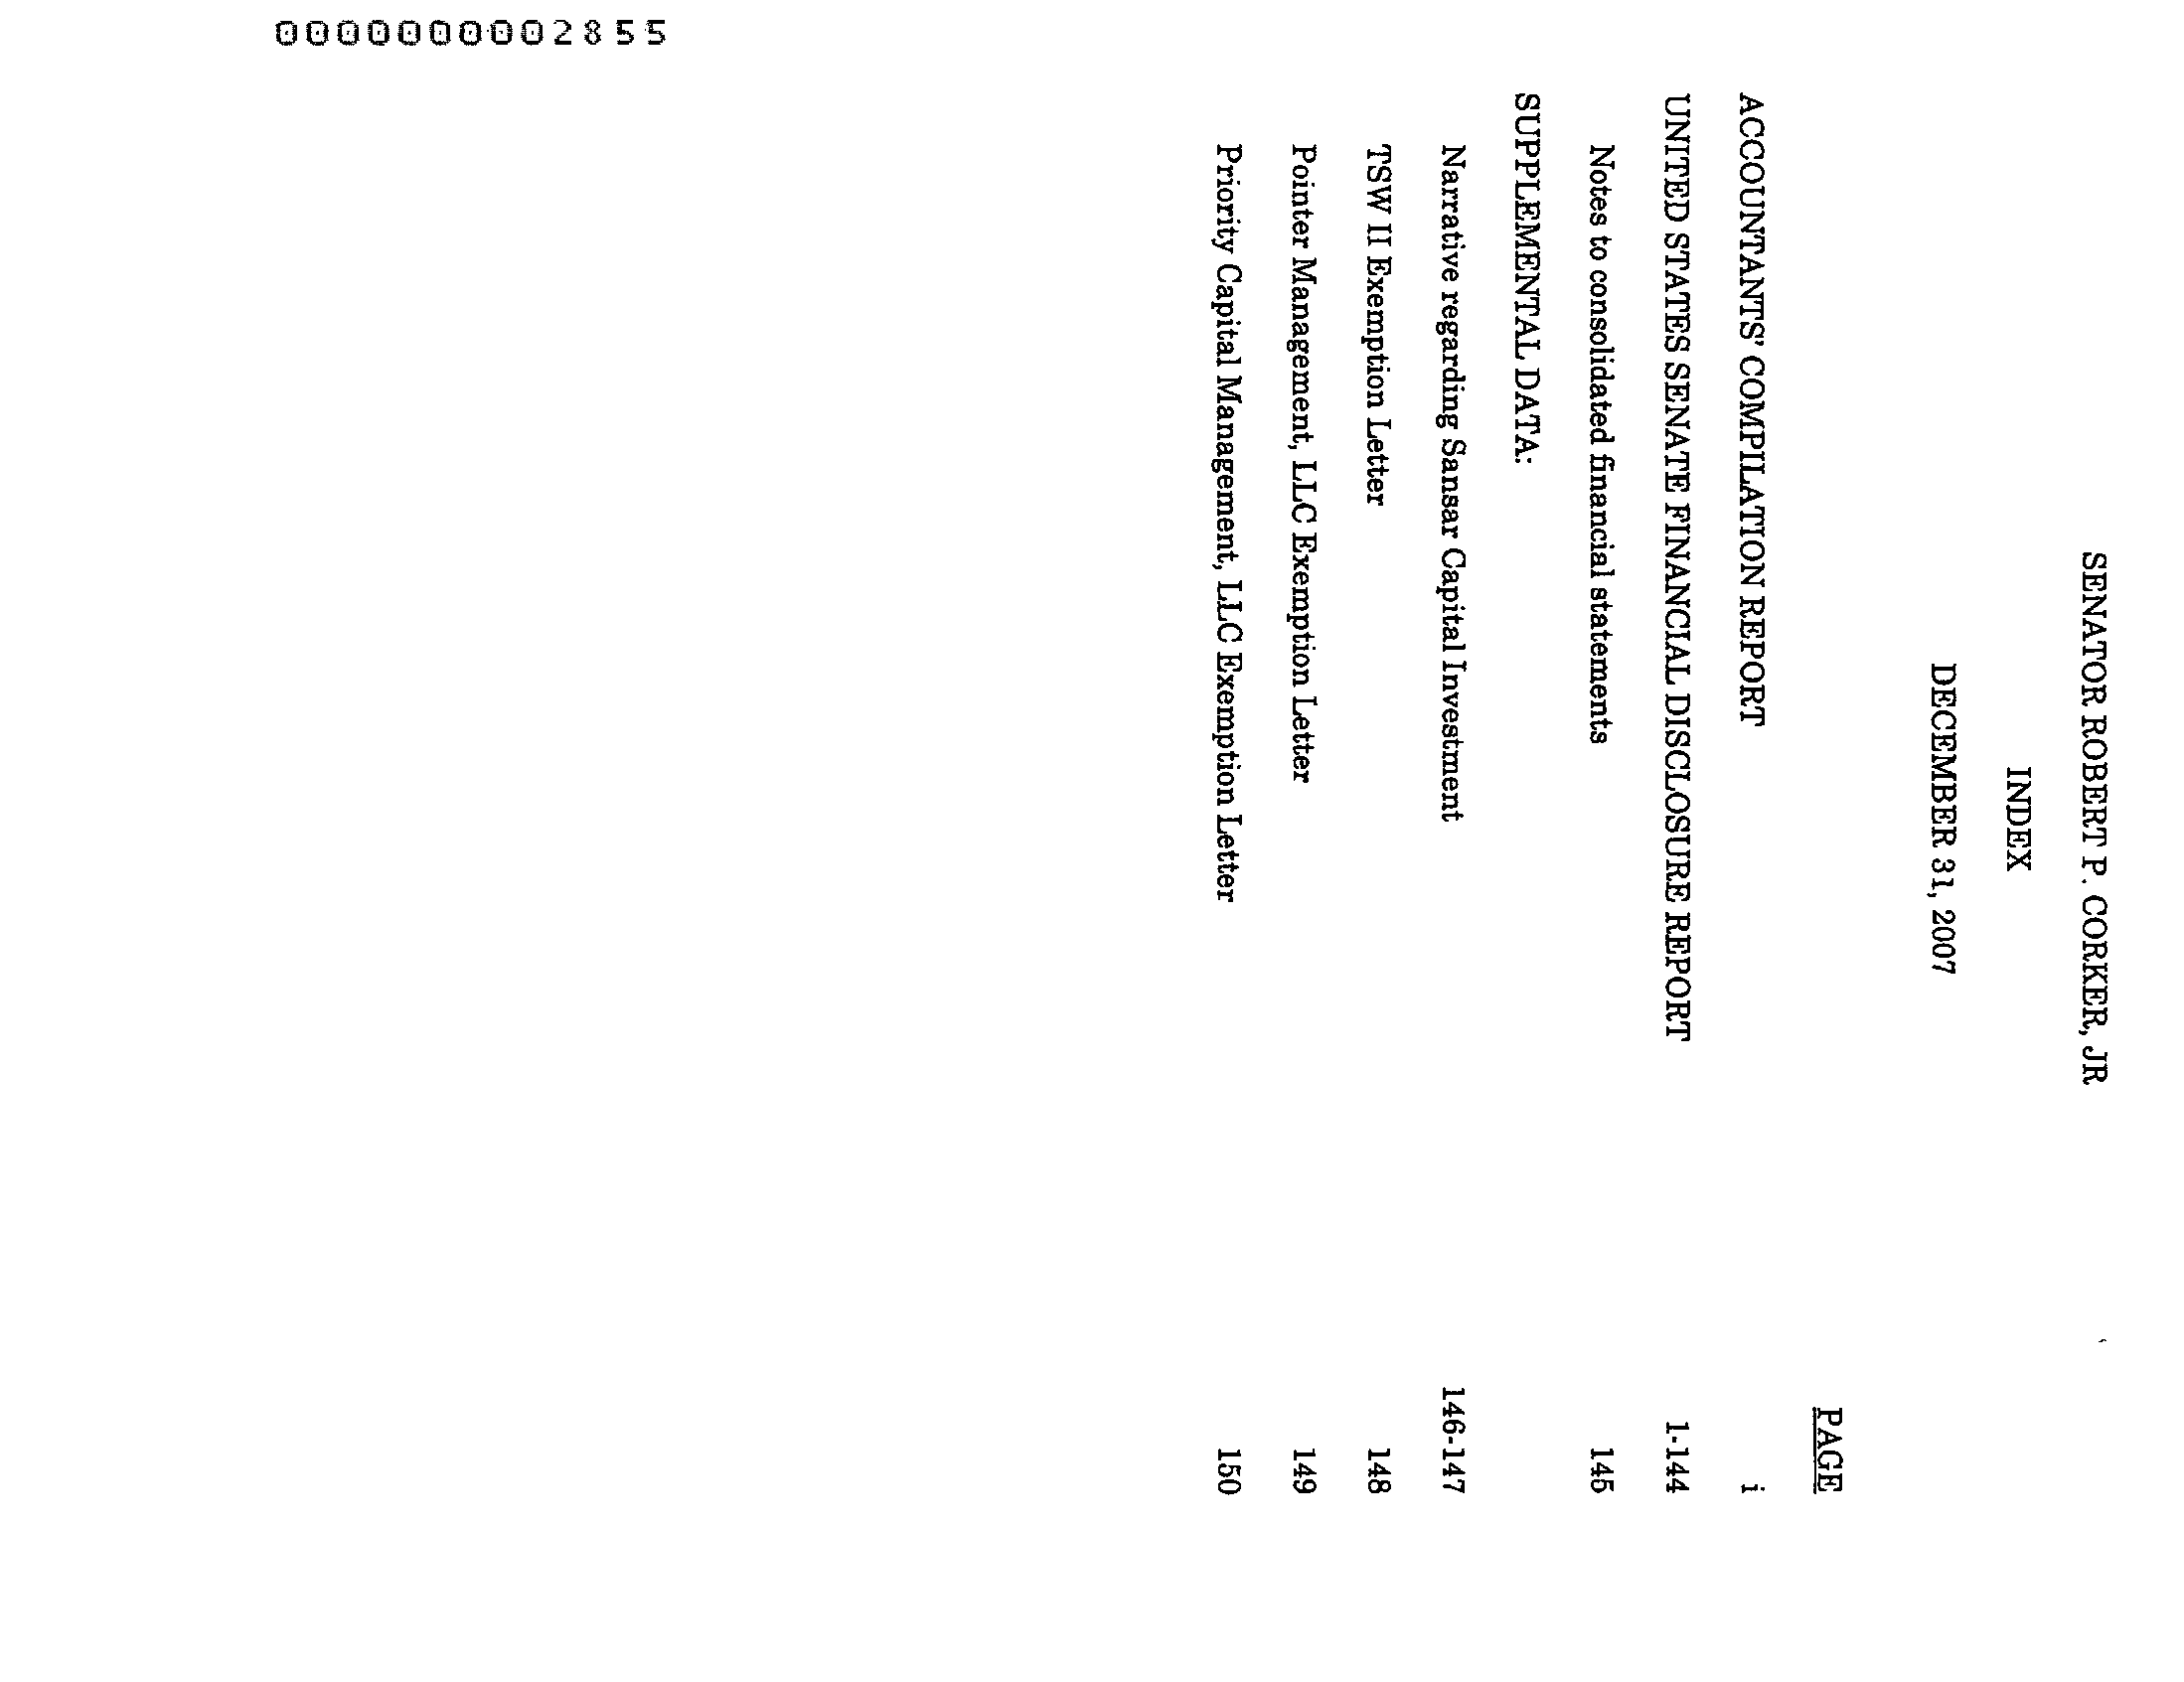 SENATOR ROBERT P. CORKER, JR
INDEX
DECEMBER 31, 2007
PAGE
ACCOUNTANTS' COMPILATION REPORT i
UNITED STATES SENATE FINANCIAL DISCLOSURE REPORT 1-144
Notes to consolidated financial statements 145
SUPPLEMENTAL DATA:
Narrative regarding Sansar Capital Investment 146-147
TSW II Exemption Letter 148
Pointer Management, LLC Exemption Letter 149
Priority Capital Management, LLC Exemption Letter 150
0000000002855